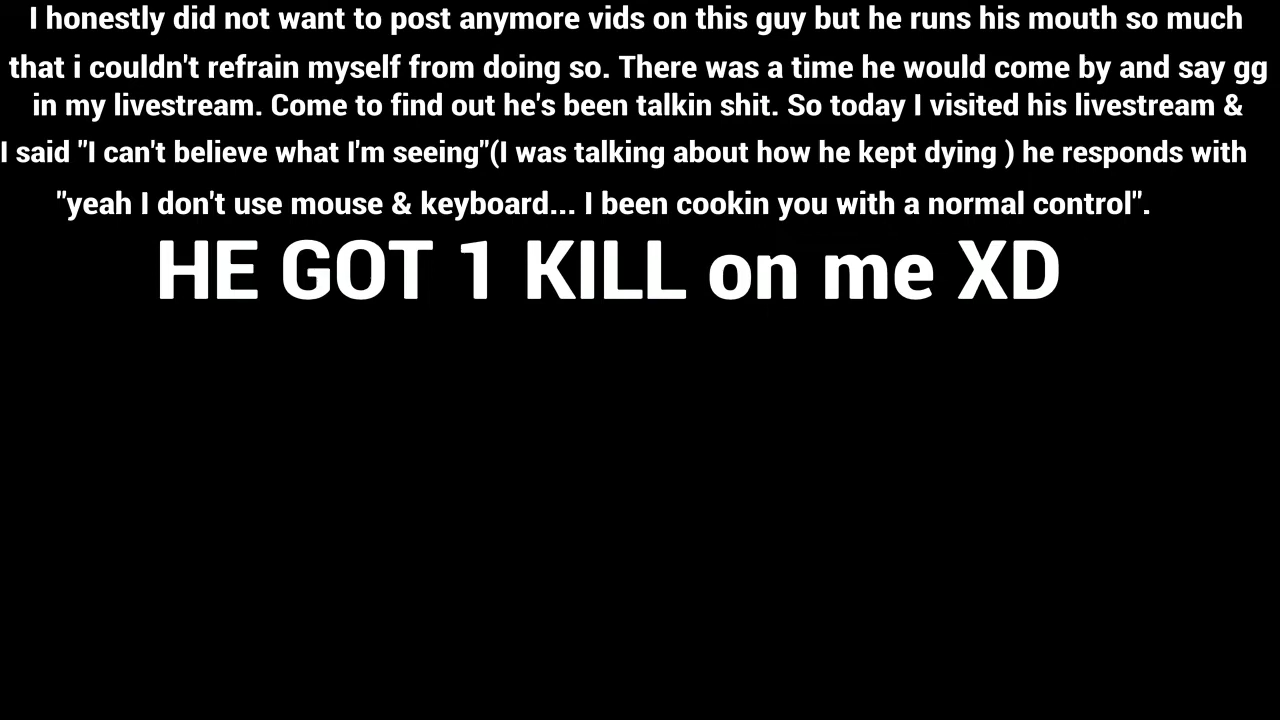 I honestly did not want to post anymore vids on this guy but he runs his mouth so much
that i couldn't refrain myself from doing so. There was a time he would come by and say gg
in my livestream. Come to find out he's been talkin shit. So today I visited his livestream &
I said "I can't believe what I'm seeing"(I was talking about how he kept dying ) he responds with
"yeah I don't use mouse & keyboard... I been cookin you with a normal control".
HE GOT 1 KILL on me XD